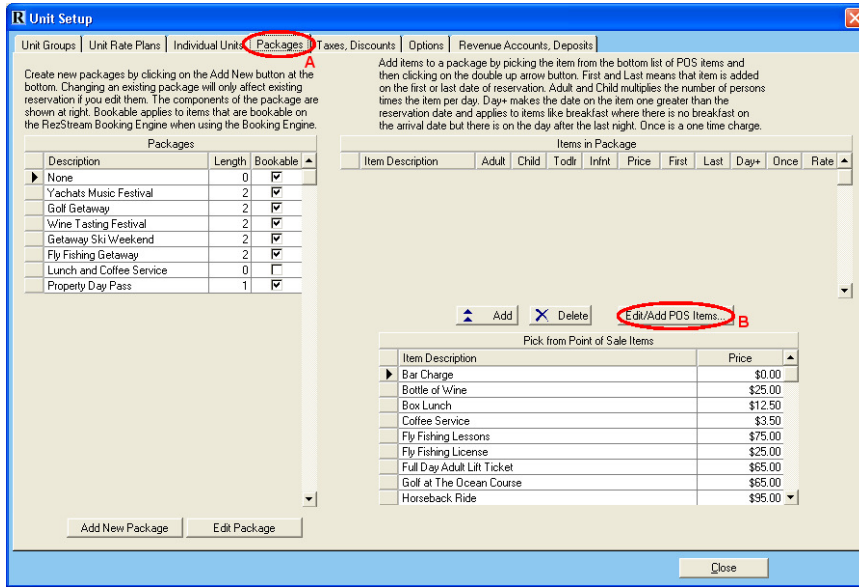 R Unit Setup
Unit Groups Unit Rate Plans Individual Units Packages Taxes, Discounts Options Revenue Accounts, Deposits
A
Create new packages by clicking on the Add New button at the
bottom. Changing an existing package will only affect existing
reservation if you edit them. The components of the package are
shown at right. Bookable applies to items that are bookable on
the RezStream Booking Engine when using the Booking Engine.
Add items to a package by picking the item from the bottom list of POS items and
then clicking on the double up arrow button. First and Last means that item is added
on the first or last date of reservation. Adult and Child multiplies the number of persons
times the item per day. Day+ makes the date on the item one greater than the
reservation date and applies to items like breakfast where there is no breakfast on
the arrival date but there is on the day after the last night. Once is a one time charge.
Packages
Description Length Bookable
None 0
Yachats Music Festival 2
Golf Getaway 2
Wine Tasting Festival 2
Getaway Ski Weekend 2
Fly Fishing Getaway 2
Lunch and Coffee Service 0
Property Day Pass 1
Items in Package
Item Description Adult Child Todlr Infnt Price First Last Day+ Once Rate
Add Delete Edit/Add POS Items... B
Pick from Point of Sale Items
Item Description Price
Bar Charge $0.00
Bottle of Wine $25.00
Box Lunch $12.50
Coffee Service $3.50
Fly Fishing Lessons $75.00
Fly Fishing License $25.00
Full Day Adult Lift Ticket $65.00
Golf at The Ocean Course $65.00
Horseback Ride $95.00
Add New Package Edit Package
Close